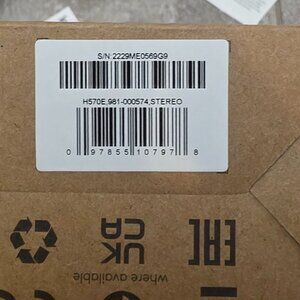 S/N:2229ME0569G9
H570E,981-000574,STEREO
0 97855 10797 8
UK
CA
EAC
where available